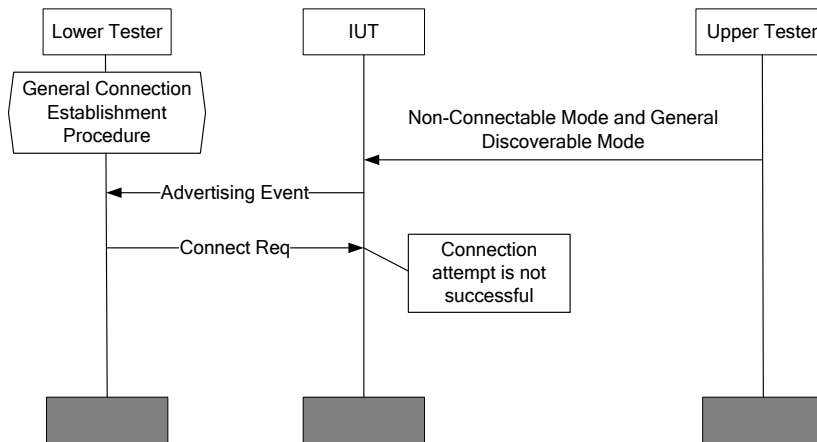 Lower Tester
IUT
Upper Tester
General Connection
Establishment
Procedure
Non-Connectable Mode and General
Discoverable Mode
Advertising Event
Connect Req
Connection
attempt is not
successful